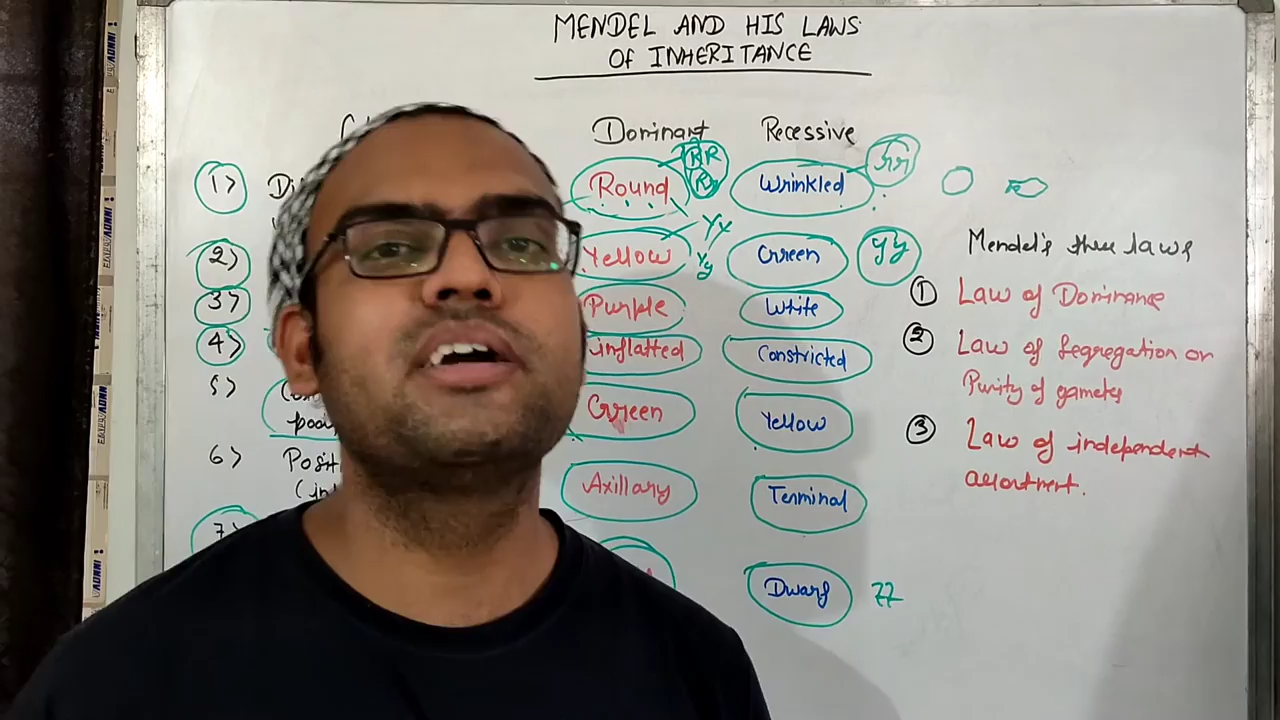 MENDEL AND HIS LAWS
OF INHERITANCE
Dominant Recessive
1> Round RR Wrinkled rr
2> Yellow YY Yy Green yy
3> Purple White
4> inflatted Constricted
5> Green Yellow
6> Axillary Terminal
7> Dwarf
Mendel's three laws
1 Law of Dominance
2 Law of Segregation or
Purity of gametes
3 Law of independent
assortment.